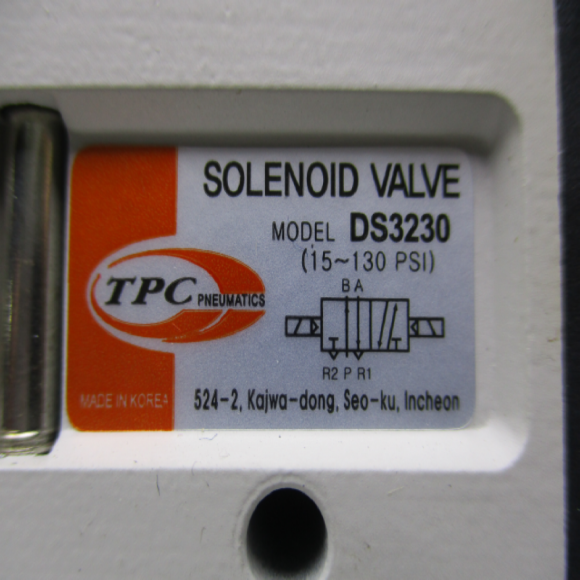 SOLENOID VALVE
MODEL DS3230
(15~130 PSI)
TPC PNEUMATICS
B A
R2 P R1
MADE IN KOREA
524-2, Kajwa-dong, Seo-ku, Incheon